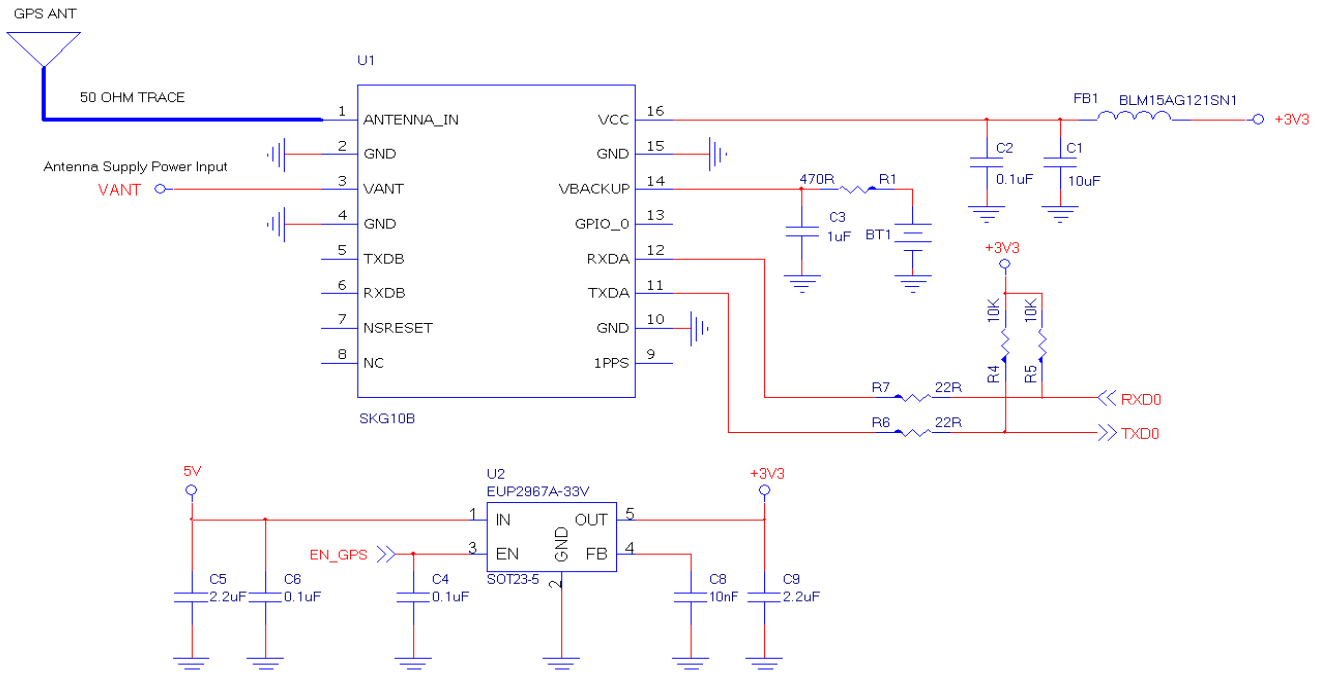 GPS ANT
U1
50 OHM TRACE
1 ANTENNA_IN
2 GND
Antenna Supply Power Input
VANT
3 VANT
4 GND
5 TXDB
6 RXDB
7 NSRESET
8 NC
VCC 16
GND 15
VBACKUP 14
GPIO_0 13
RXDA 12
TXDA 11
GND 10
1PPS 9
SKG10B
FB1 BLM15AG121SN1
+3V3
C2
0.1uF
C1
10uF
470R R1
C3
1uF
BT1
+3V3
10K
R4
10K
R5
R7 22R
RXD0
R6 22R
TXD0
5V
U2
EUP2967A-33V
+3V3
1 IN
OUT 5
EN_GPS
3 EN
GND
FB 4
SOT23-5
2
C5
2.2uF
C6
0.1uF
C4
0.1uF
C8
10nF
C9
2.2uF